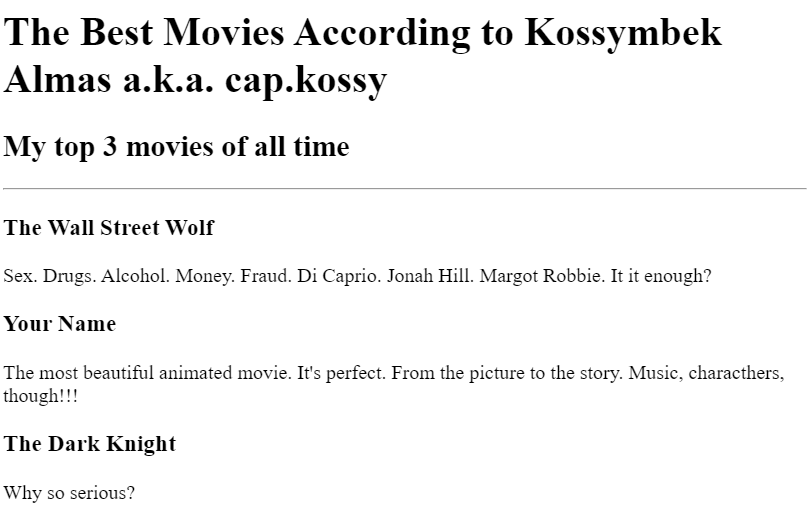 The Best Movies According to Kossymbek
Almas a.k.a. cap.kossy
My top 3 movies of all time
The Wall Street Wolf
Sex. Drugs. Alcohol. Money. Fraud. Di Caprio. Jonah Hill. Margot Robbie. It it enough?
Your Name
The most beautiful animated movie. It's perfect. From the picture to the story. Music, characthers,
though!!!
The Dark Knight
Why so serious?